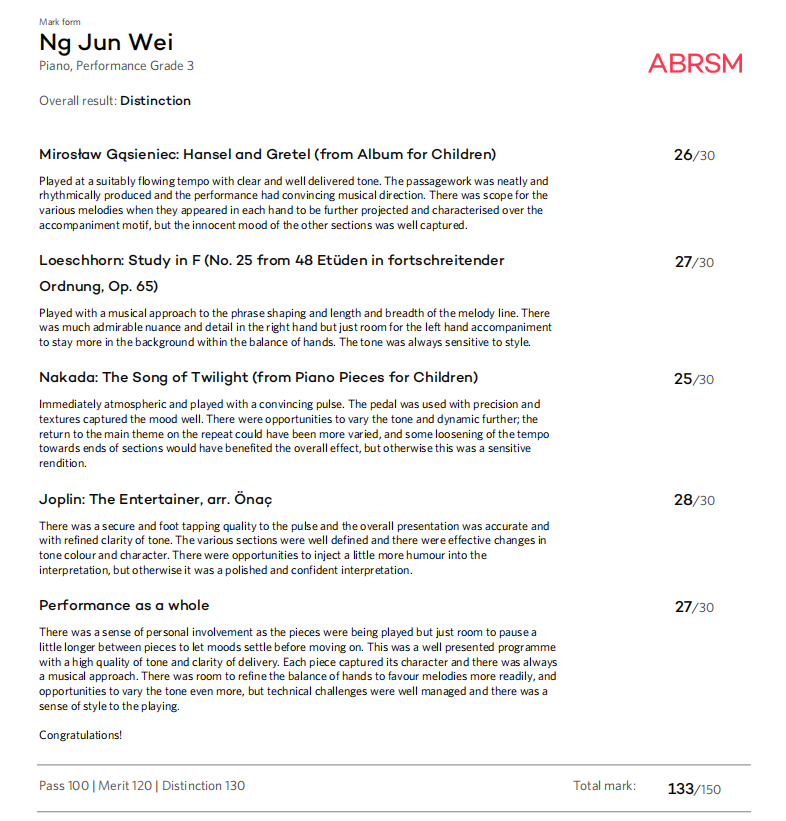 Mark form
Ng Jun Wei
Piano, Performance Grade 3
ABRSM
Overall result: Distinction
Mirosław Gąsieniec: Hansel and Gretel (from Album for Children)
26/30
Played at a suitably flowing tempo with clear and well delivered tone. The passagework was neatly and
rhythmically produced and the performance had convincing musical direction. There was scope for the
various melodies when they appeared in each hand to be further projected and characterised over the
accompaniment motif, but the innocent mood of the other sections was well captured.
Loeschhorn: Study in F (No. 25 from 48 Etüden in fortschreitender
Ordnung, Op. 65)
27/30
Played with a musical approach to the phrase shaping and length and breadth of the melody line. There
was much admirable nuance and detail in the right hand but just room for the left hand accompaniment
to stay more in the background within the balance of hands. The tone was always sensitive to style.
Nakada: The Song of Twilight (from Piano Pieces for Children)
25/30
Immediately atmospheric and played with a convincing pulse. The pedal was used with precision and
textures captured the mood well. There were opportunities to vary the tone and dynamic further; the
return to the main theme on the repeat could have been more varied, and some loosening of the tempo
towards ends of sections would have benefited the overall effect, but otherwise this was a sensitive
rendition.
Joplin: The Entertainer, arr. Önaç
28/30
There was a secure and foot tapping quality to the pulse and the overall presentation was accurate and
with refined clarity of tone. The various sections were well defined and there were effective changes in
tone colour and character. There were opportunities to inject a little more humour into the
interpretation, but otherwise it was a polished and confident interpretation.
Performance as a whole
27/30
There was a sense of personal involvement as the pieces were being played but just room to pause a
little longer between pieces to let moods settle before moving on. This was a well presented programme
with a high quality of tone and clarity of delivery. Each piece captured its character and there was always
a musical approach. There was room to refine the balance of hands to favour melodies more readily, and
opportunities to vary the tone even more, but technical challenges were well managed and there was a
sense of style to the playing.
Congratulations!
Pass 100 | Merit 120 | Distinction 130
Total mark: 133/150